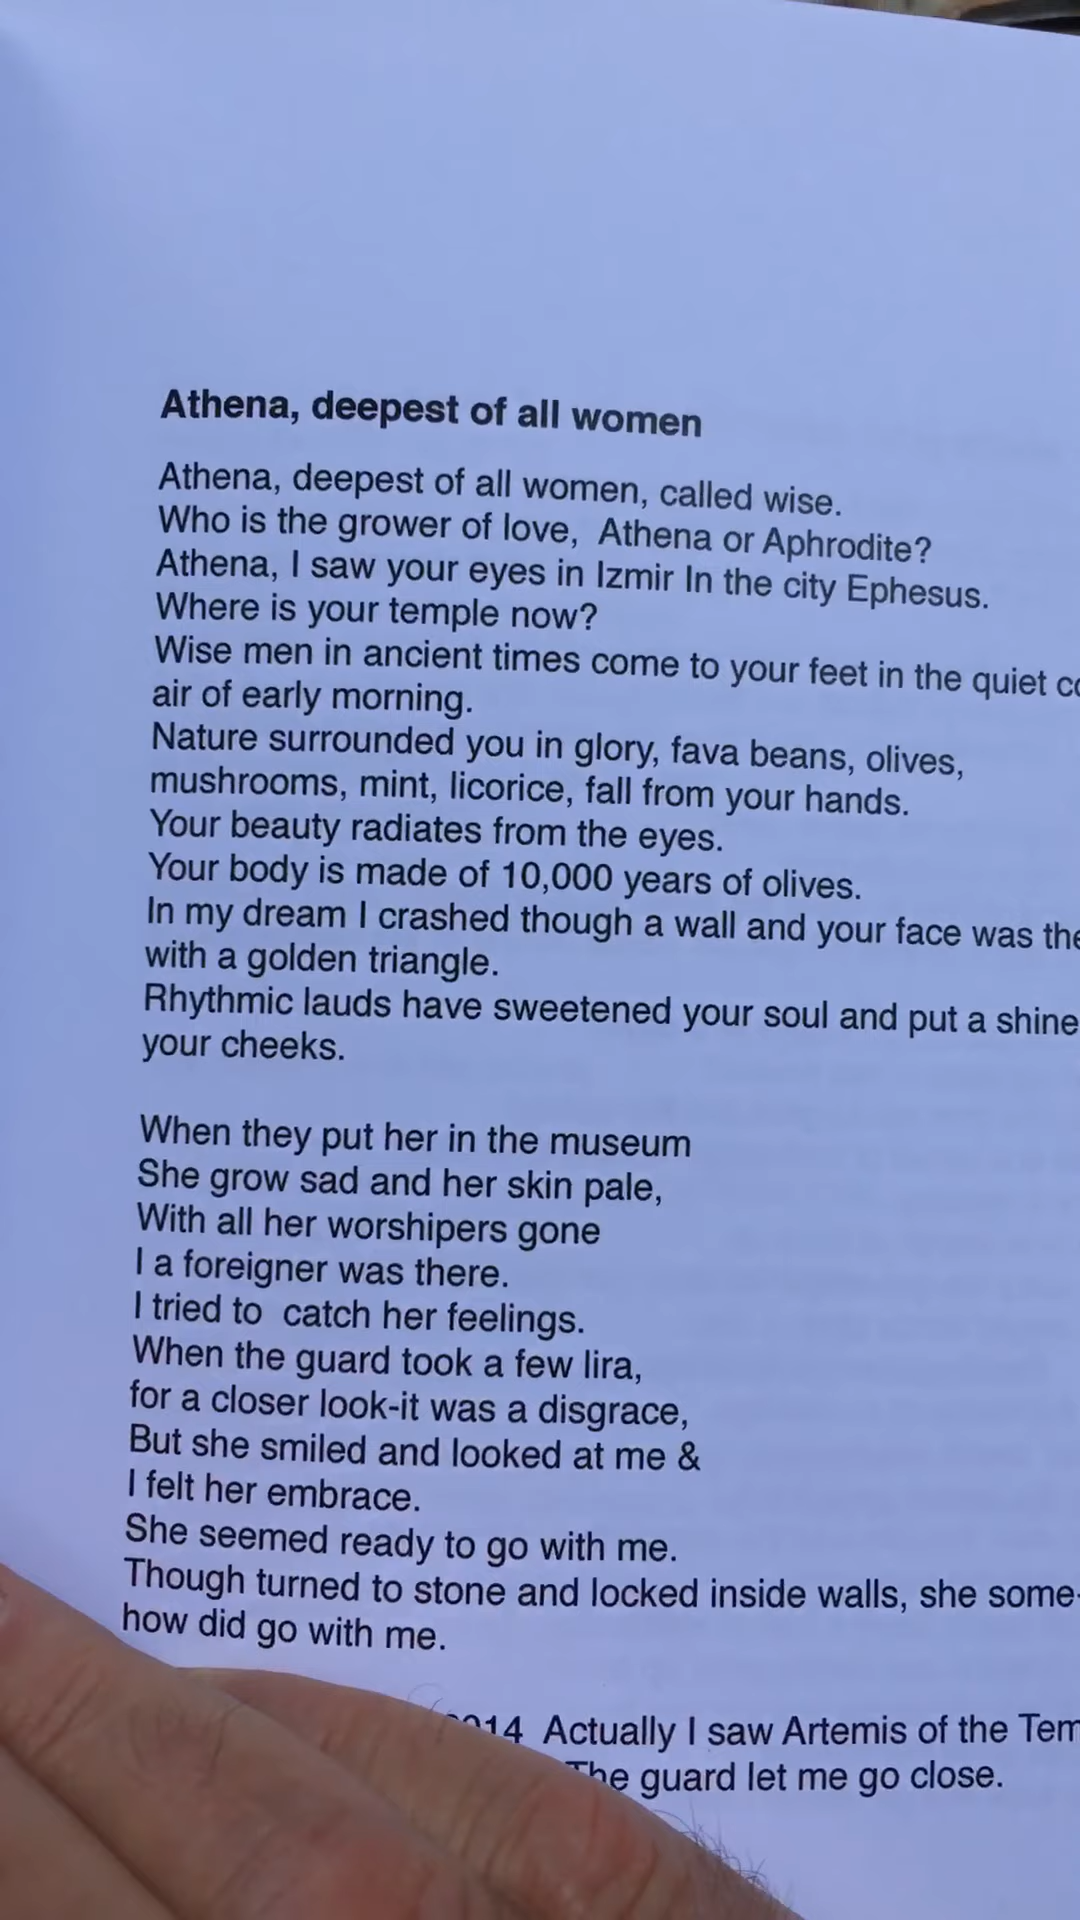 Athena, deepest of all women
Athena, deepest of all women, called wise.
Who is the grower of love, Athena or Aphrodite?
Athena, I saw your eyes in Izmir In the city Ephesus.
Where is your temple now?
Wise men in ancient times come to your feet in the quiet
air of early morning.
Nature surrounded you in glory, fava beans, olives,
mushrooms, mint, licorice, fall from your hands.
Your beauty radiates from the eyes.
Your body is made of 10,000 years of olives.
In my dream I crashed though a wall and your face was
with a golden triangle.
Rhythmic lauds have sweetened your soul and put a shine
your cheeks.
When they put her in the museum
She grow sad and her skin pale,
With all her worshipers gone
I a foreigner was there.
I tried to catch her feelings.
When the guard took a few lira,
for a closer look-it was a disgrace,
But she smiled and looked at me &
I felt her embrace.
She seemed ready to go with me.
Though turned to stone and locked inside walls, she some-
how did go with me.
Actually I saw Artemis of the
The guard let me go close.